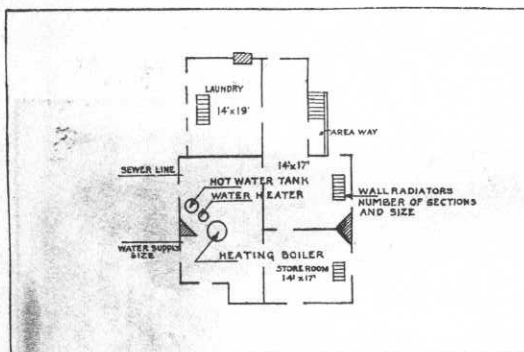 LAUNDRY
14'x19'
AREA WAY
14'x17'
SEWER LINE
HOT WATER TANK
WATER HEATER
WALL RADIATORS
NUMBER OF SECTIONS
AND SIZE
WATER SUPPLY
SIZE
HEATING BOILER
STORE ROOM
14'x17'